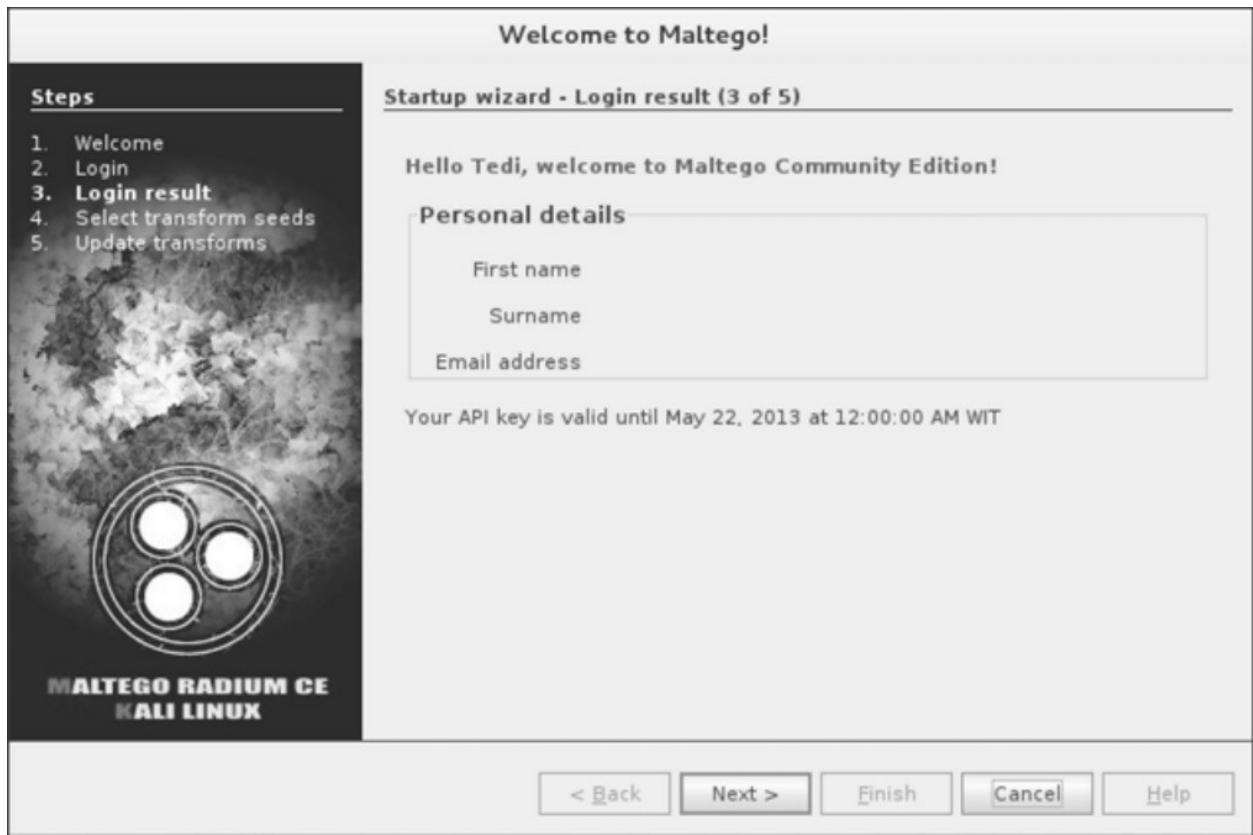 Welcome to Maltego!
Steps
1. Welcome
2. Login
3. Login result
4. Select transform seeds
5. Update transforms
MALTEGO RADIUM CE
KALI LINUX
Startup wizard - Login result (3 of 5)
Hello Tedi, welcome to Maltego Community Edition!
Personal details
First name
Surname
Email address
Your API key is valid until May 22, 2013 at 12:00:00 AM WIT
< Back
Next >
Finish
Cancel
Help